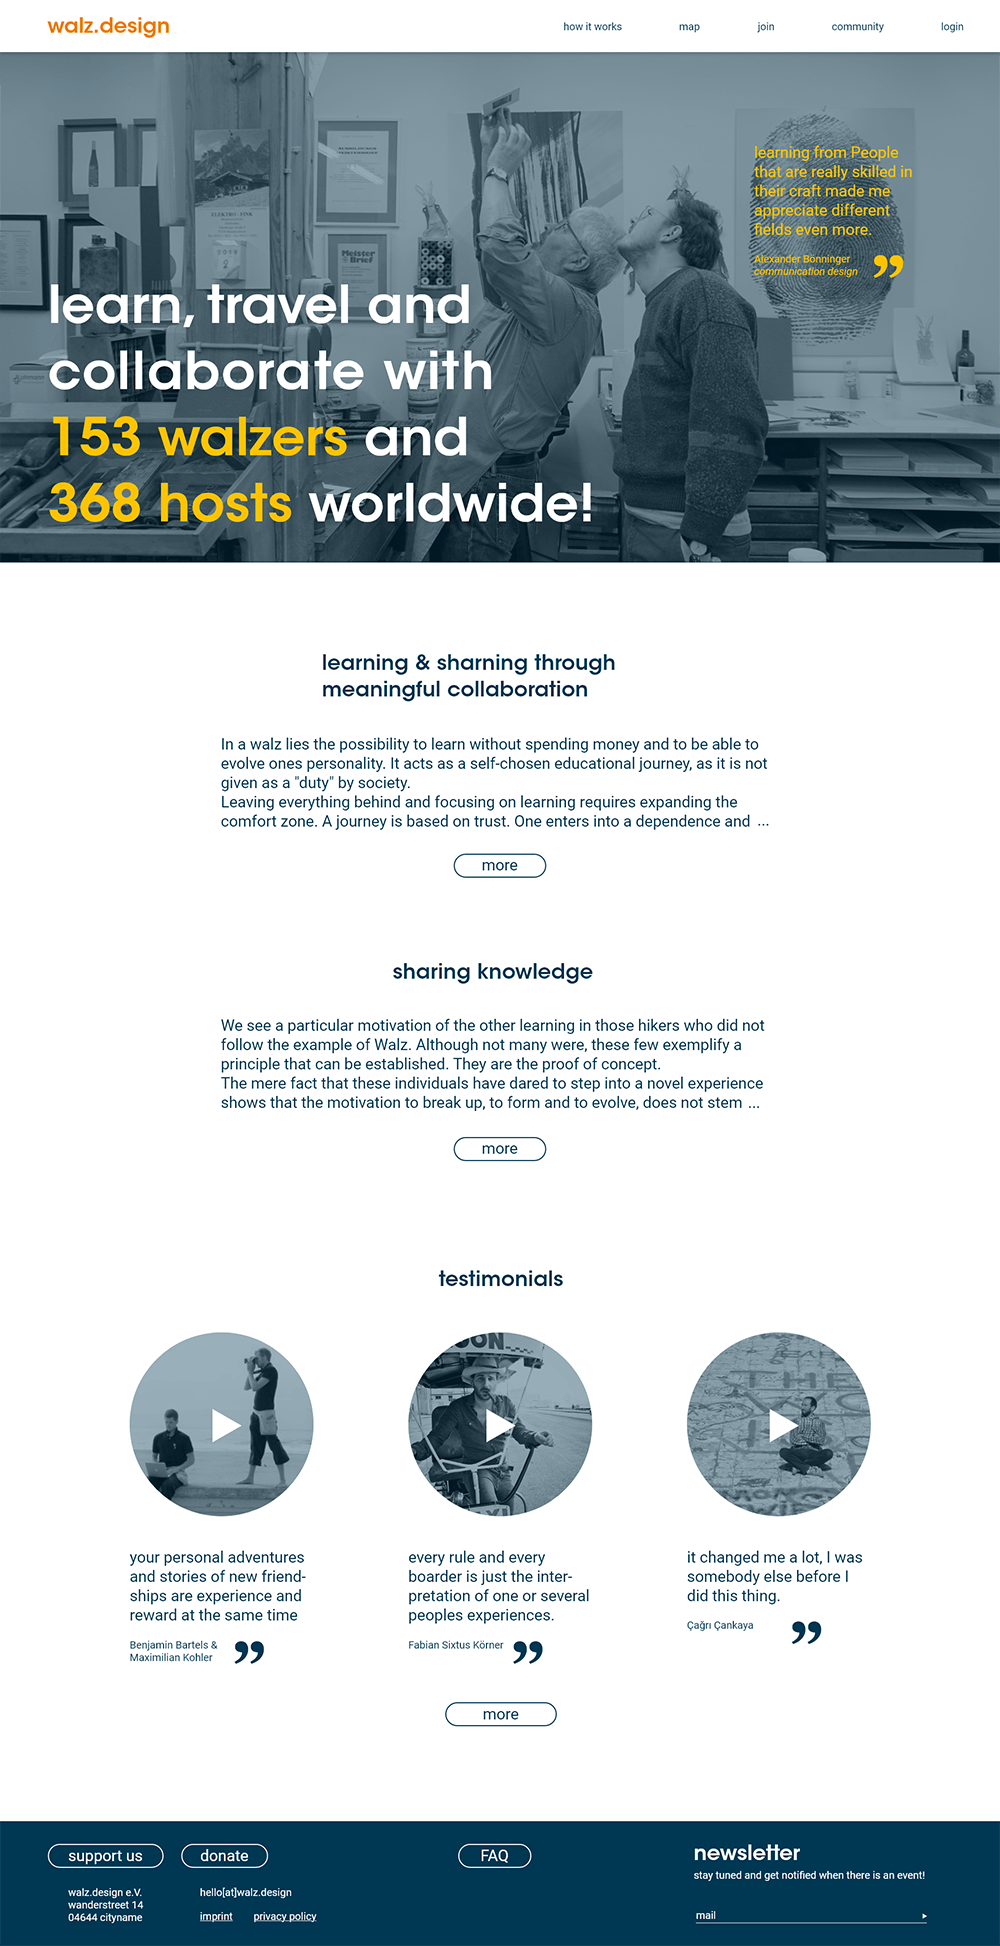 walz.design
how it works map join community login
learning from People
that are really skilled in
their craft made me
appreciate different
fields even more.
Alexander Bönninger
communication design
ELEKTRO - FINK
Meister
Brief
learn, travel and
collaborate with
153 walzers and
368 hosts worldwide!
learning & sharning through
meaningful collaboration
In a walz lies the possibility to learn without spending money and to be able to
evolve ones personality. It acts as a self-chosen educational journey, as it is not
given as a "duty" by society.
Leaving everything behind and focusing on learning requires expanding the
comfort zone. A journey is based on trust. One enters into a dependence and ...
more
sharing knowledge
We see a particular motivation of the other learning in those hikers who did not
follow the example of Walz. Although not many were, these few exemplify a
principle that can be established. They are the proof of concept.
The mere fact that these individuals have dared to step into a novel experience
shows that the motivation to break up, to form and to evolve, does not stem ...
more
testimonials
your personal adventures
and stories of new friend-
ships are experience and
reward at the same time
Benjamin Bartels &
Maximilian Kohler
every rule and every
boarder is just the inter-
pretation of one or several
peoples experiences.
Fabian Sixtus Körner
it changed me a lot, I was
somebody else before I
did this thing.
Çağrı Çankaya
more
support us donate FAQ
walz.design e.V.
wanderstreet 14
04644 cityname
hello[at]walz.design
imprint privacy policy
newsletter
stay tuned and get notified when there is an event!
mail